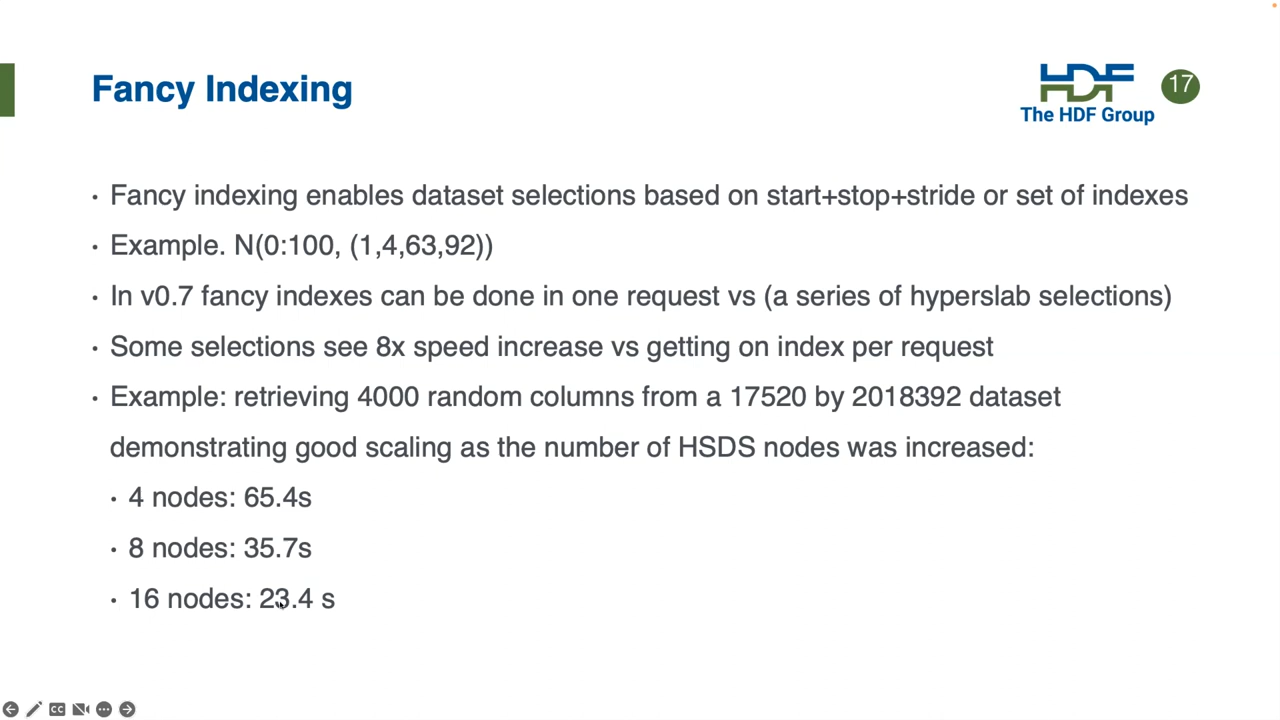 Fancy Indexing
HDF
The HDF Group
17
• Fancy indexing enables dataset selections based on start+stop+stride or set of indexes
• Example. N(0:100, (1,4,63,92))
• In v0.7 fancy indexes can be done in one request vs (a series of hyperslab selections)
• Some selections see 8x speed increase vs getting on index per request
• Example: retrieving 4000 random columns from a 17520 by 2018392 dataset
demonstrating good scaling as the number of HSDS nodes was increased:
• 4 nodes: 65.4s
• 8 nodes: 35.7s
• 16 nodes: 23.4 s
CC